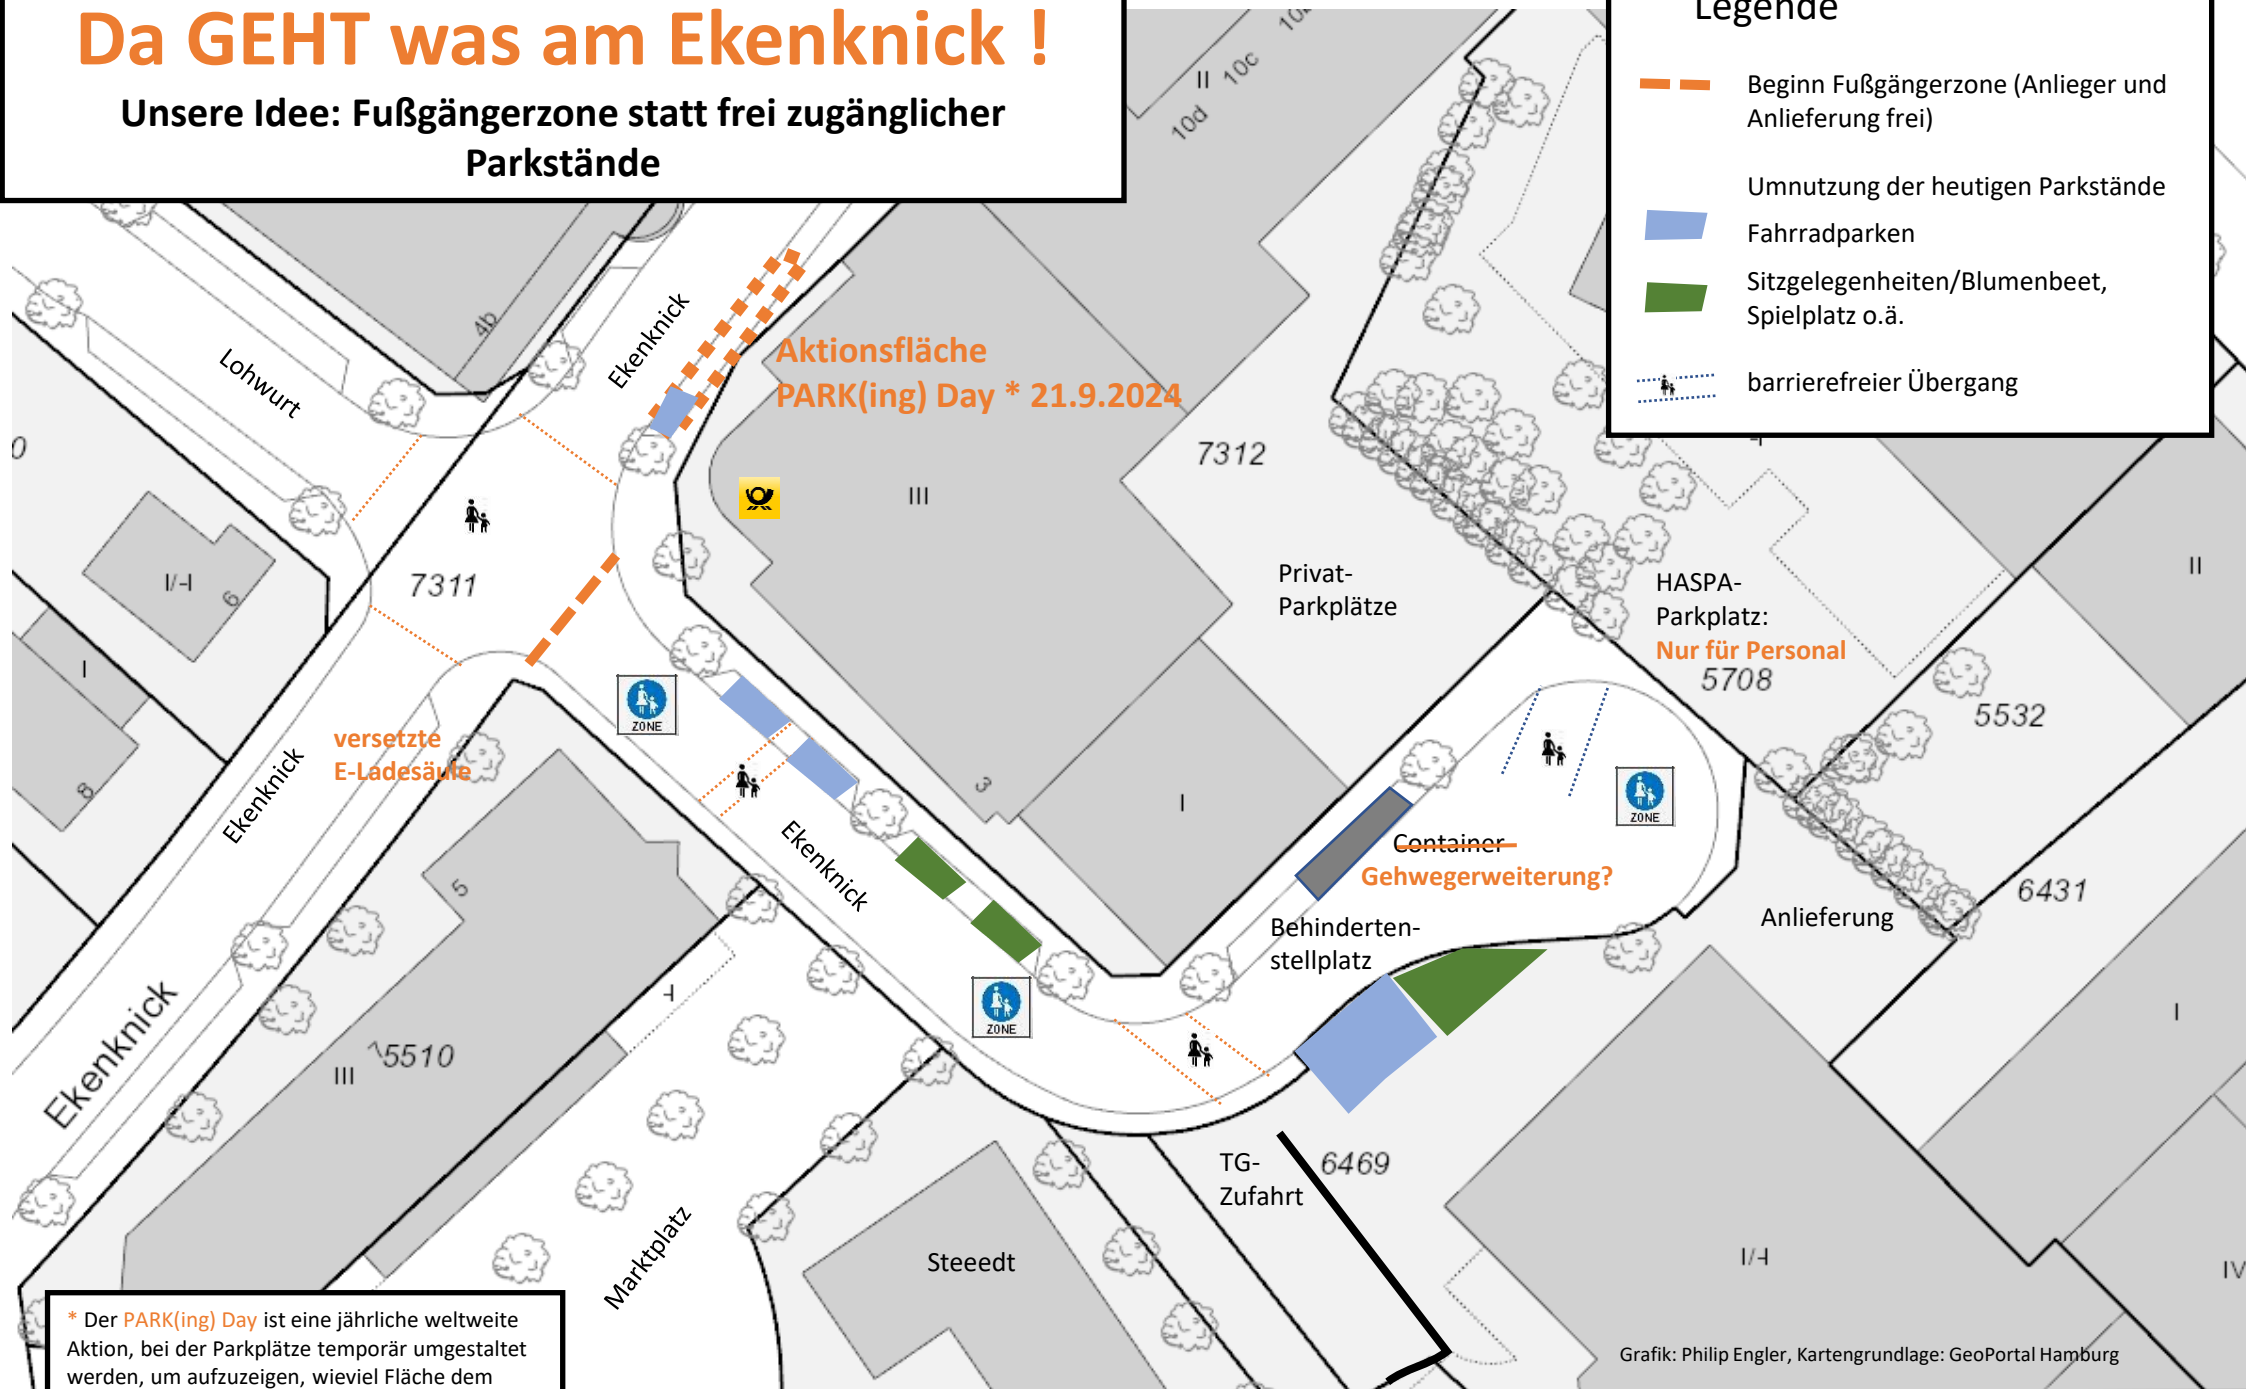 Da GEHT was am Ekenknick !
Unsere Idee: Fußgängerzone statt frei zugänglicher
Parkstände
Legende
Beginn Fußgängerzone (Anlieger und
Anlieferung frei)
Umnutzung der heutigen Parkstände
Fahrradparken
Sitzgelegenheiten/Blumenbeet,
Spielplatz o.ä.
barrierefreier Übergang
II
10c
10d
4b
Ekenknick
Lohwurt
Aktionsfläche
PARK(ing) Day * 21.9.2024
7312
III
0
7311
I/-I
6
I
8
Privat-
Parkplätze
HASPA-
Parkplatz:
Nur für Personal
5708
5532
II
ZONE
versetzte
E-Ladesäule
Ekenknick
3
I
ZONE
Container
Gehwegerweiterung?
Ekenknick
5
6431
Anlieferung
Behinderten-
stellplatz
ZONE
-I
Ekenknick
5510
III
I
TG-
Zufahrt
6469
Marktplatz
Steeedt
I/-I
IV
* Der PARK(ing) Day ist eine jährliche weltweite
Aktion, bei der Parkplätze temporär umgestaltet
werden, um aufzuzeigen, wieviel Fläche dem
Grafik: Philip Engler, Kartengrundlage: GeoPortal Hamburg